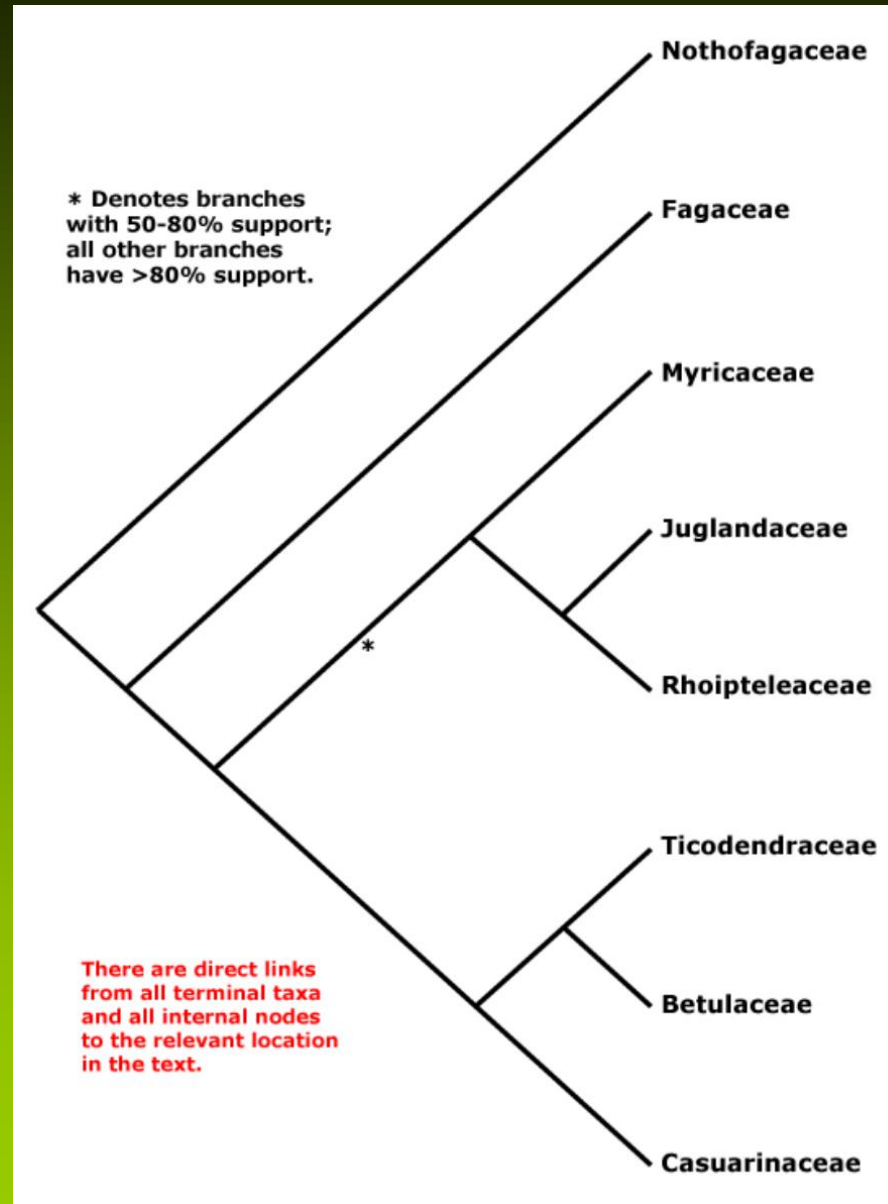 Nothofagaceae
* Denotes branches
with 50-80% support;
all other branches
have >80% support.
Fagaceae
Myricaceae
Juglandaceae
*
Rhoipteleaceae
Ticodendraceae
There are direct links
from all terminal taxa
and all internal nodes
to the relevant location
in the text.
Betulaceae
Casuarinaceae